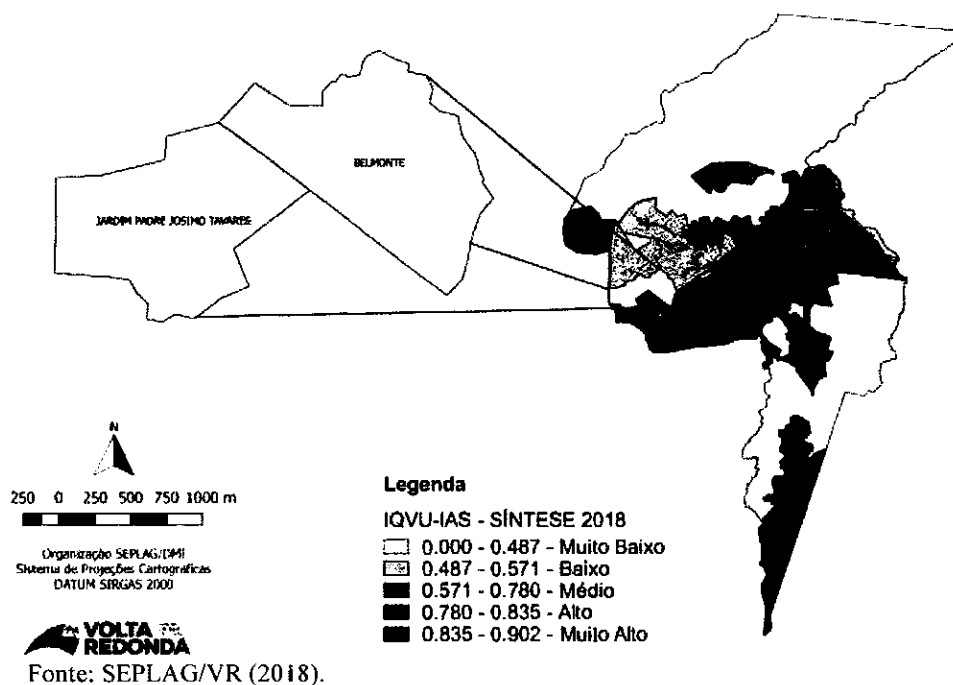 BELMONTE
JARDIM PADRE JOSIMO TAVARES
N
250 0 250 500 750 1000 m
Organização SEPLAG/DMI
Sistema de Projeções Cartográficas
DATUM SIRGAS 2000
VOLTA
REDONDA
Legenda
IQVU-IAS - SÍNTESE 2018
0.000 - 0.487 - Muito Baixo
0.487 - 0.571 - Baixo
0.571 - 0.780 - Médio
0.780 - 0.835 - Alto
0.835 - 0.902 - Muito Alto
Fonte: SEPLAG/VR (2018).